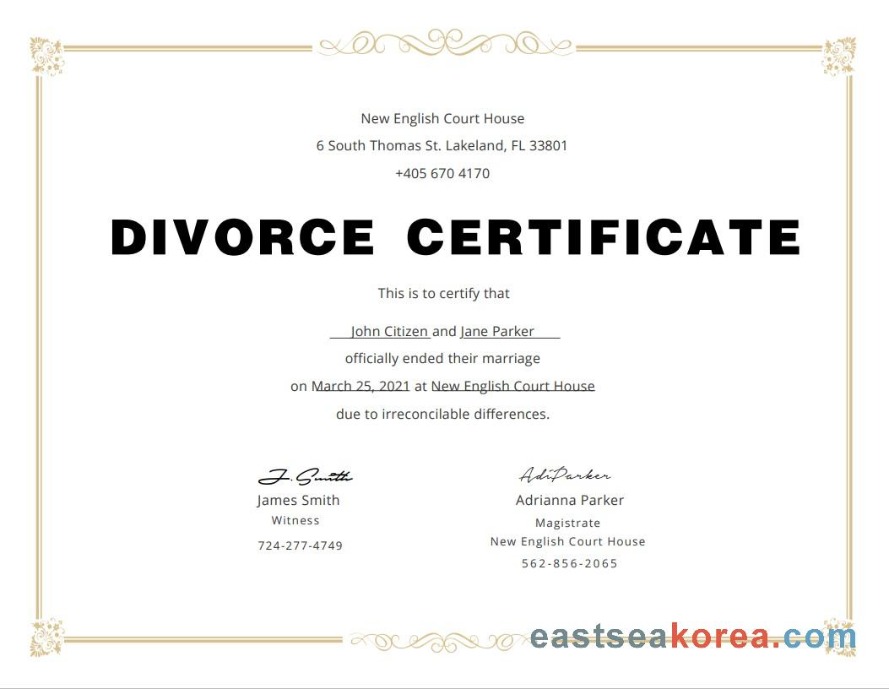 New English Court House
6 South Thomas St. Lakeland, FL 33801
+405 670 4170
DIVORCE CERTIFICATE
This is to certify that
John Citizen and Jane Parker
officially ended their marriage
on March 25, 2021 at New English Court House
due to irreconcilable differences.
J. Smith
James Smith
Witness
724-277-4749
AdiParker
Adrianna Parker
Magistrate
New English Court House
562-856-2065
eastseakorea.com